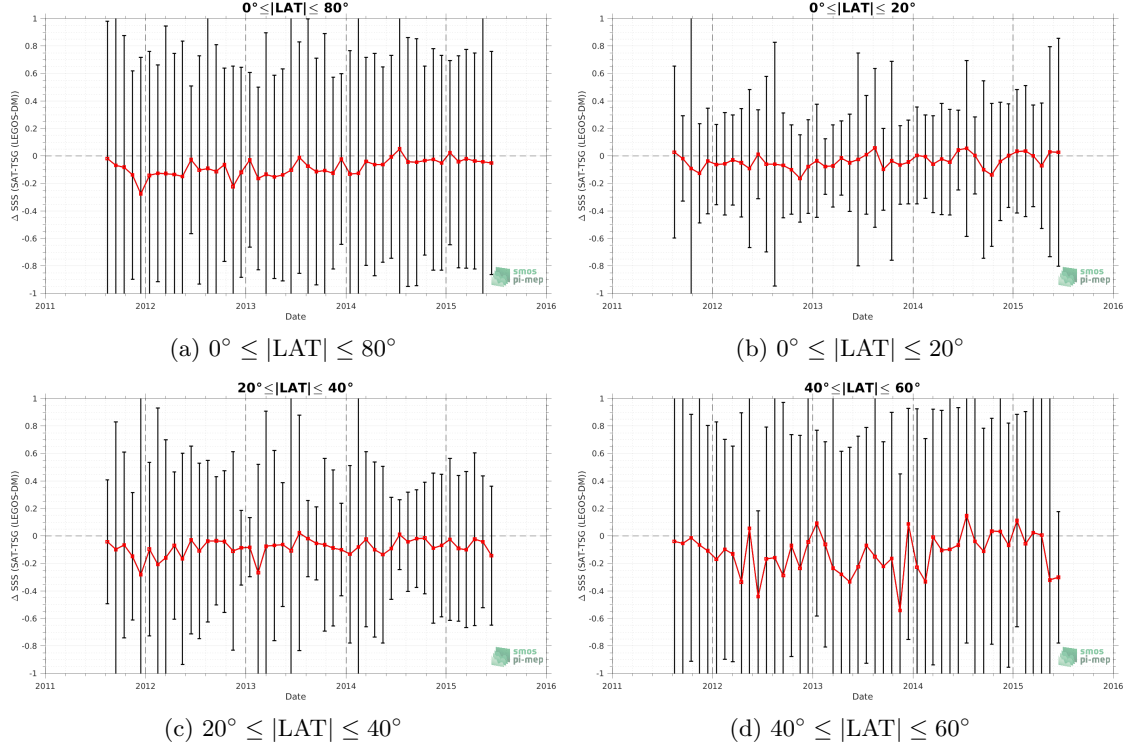 0°≤|LAT|≤ 80°
Δ SSS (SAT-TSG (LEGOS-DM))
1
0.8
0.6
0.4
0.2
0
-0.2
-0.4
-0.6
-0.8
-1
2011 2012 2013 2014 2015 2016
Date
smos
pi-mep
(a) 0° ≤ |LAT| ≤ 80°
0°≤|LAT|≤ 20°
Δ SSS (SAT-TSG (LEGOS-DM))
1
0.8
0.6
0.4
0.2
0
-0.2
-0.4
-0.6
-0.8
-1
2011 2012 2013 2014 2015 2016
Date
smos
pi-mep
(b) 0° ≤ |LAT| ≤ 20°
20°≤|LAT|≤ 40°
Δ SSS (SAT-TSG (LEGOS-DM))
1
0.8
0.6
0.4
0.2
0
-0.2
-0.4
-0.6
-0.8
-1
2011 2012 2013 2014 2015 2016
Date
smos
pi-mep
(c) 20° ≤ |LAT| ≤ 40°
40°≤|LAT|≤ 60°
Δ SSS (SAT-TSG (LEGOS-DM))
1
0.8
0.6
0.4
0.2
0
-0.2
-0.4
-0.6
-0.8
-1
2011 2012 2013 2014 2015 2016
Date
smos
pi-mep
(d) 40° ≤ |LAT| ≤ 60°